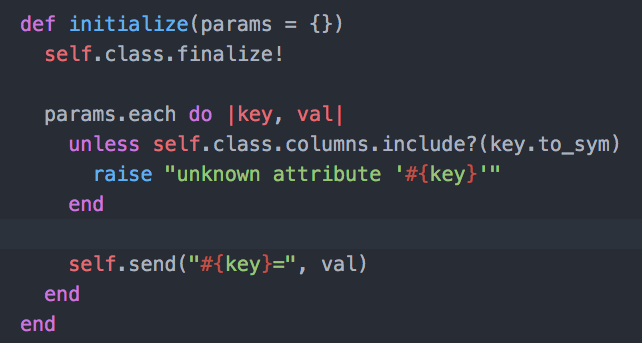 def initialize(params = {})
self.class.finalize!
params.each do |key, val|
unless self.class.columns.include?(key.to_sym)
raise "unknown attribute '#{key}'"
end
self.send("#{key}=", val)
end
end